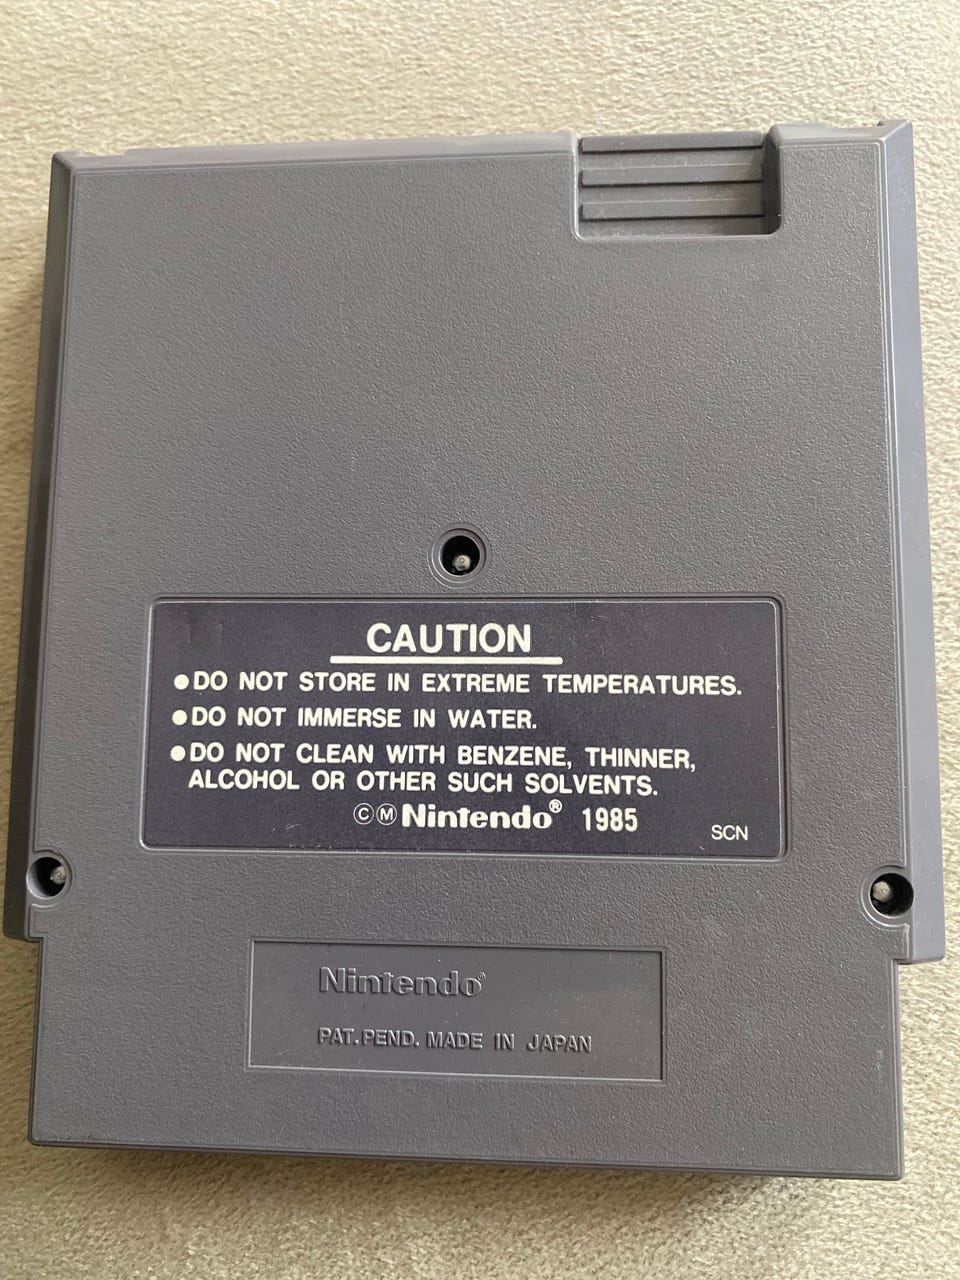 CAUTION
●DO NOT STORE IN EXTREME TEMPERATURES.
●DO NOT IMMERSE IN WATER.
●DO NOT CLEAN WITH BENZENE, THINNER,
ALCOHOL OR OTHER SUCH SOLVENTS.
ⒸⓂNintendo® 1985
SCN
Nintendo®
PAT. PEND. MADE IN JAPAN